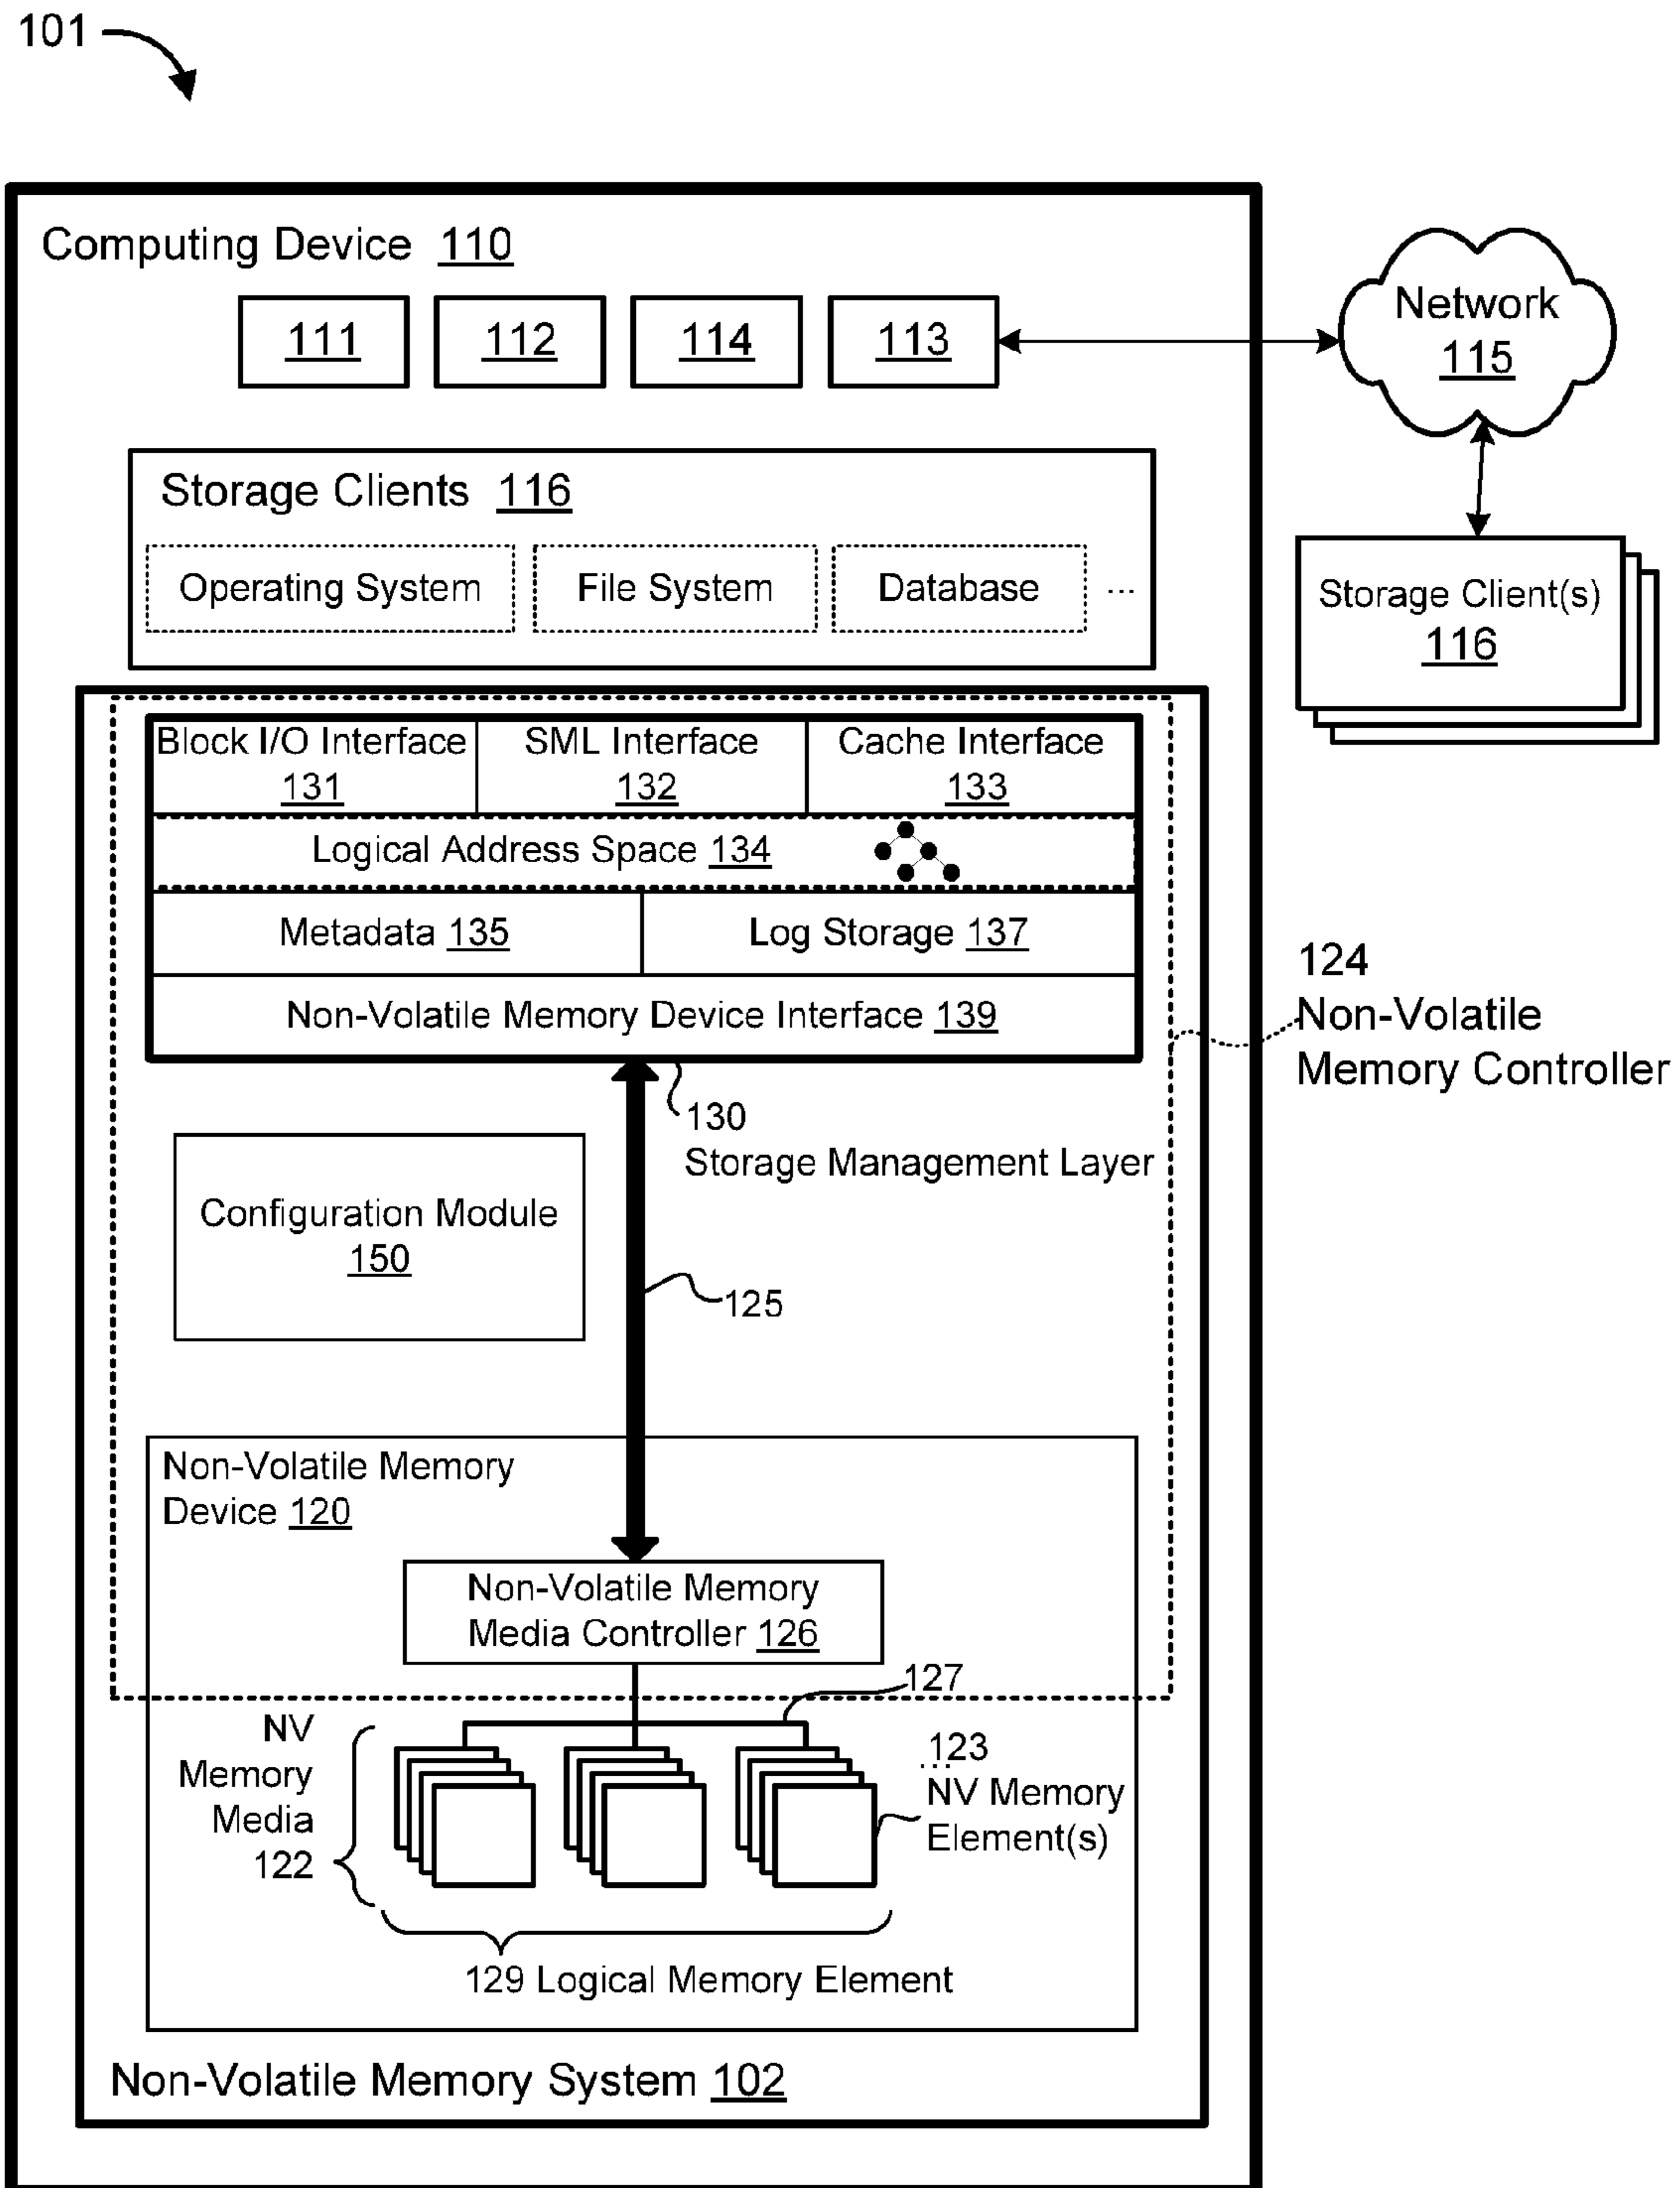 101
Computing Device 110
111 112 114 113
Network
115
Storage Clients 116
Operating System File System Database ...
Storage Client(s)
116
Block I/O Interface
131
SML Interface
132
Cache Interface
133
Logical Address Space 134
Metadata 135 Log Storage 137
Non-Volatile Memory Device Interface 139
124
Non-Volatile
Memory Controller
130
Storage Management Layer
Configuration Module
150
125
Non-Volatile Memory
Device 120
Non-Volatile Memory
Media Controller 126
127
NV
Memory
Media
122
123
...
NV Memory
Element(s)
129 Logical Memory Element
Non-Volatile Memory System 102